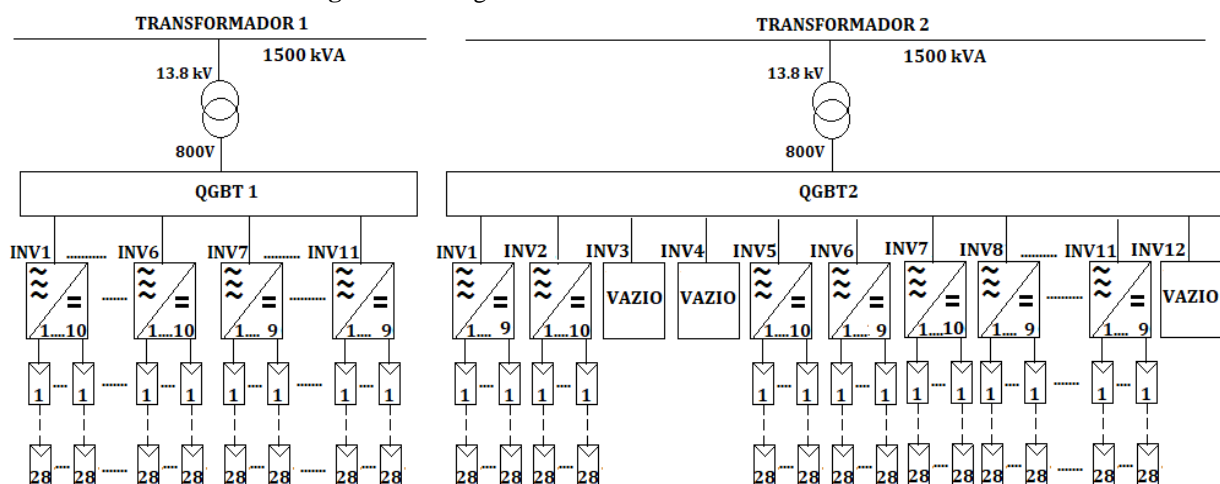 TRANSFORMADOR 1
TRANSFORMADOR 2
1500 kVA
1500 kVA
13.8 kV
13.8 kV
800V
800V
QGBT 1
QGBT2
INV1 ........... INV6 INV7 .......... INV11
INV1 INV2 INV3 INV4 INV5 INV6 INV7 INV8 .......... INV11 INV12
VAZIO VAZIO VAZIO
1....10 ....... 1....10 1.... 9 1.... 9
1.... 9 1....10 1....10 1.... 9 1....10 1.... 9 1.... 9
1 .... 1 ....... 1 .... 1 1 .... 1 ....... 1 .... 1
1 .... 1 1 .... 1 1 .... 1 1 .... 1 1 .... 1 1 .... 1 ....... 1 .... 1
28 .... 28 ....... 28 .... 28 28 .... 28 ....... 28 .... 28
28 .... 28 28 .... 28 28 .... 28 28 .... 28 28 .... 28 28 .... 28 ....... 28 .... 28